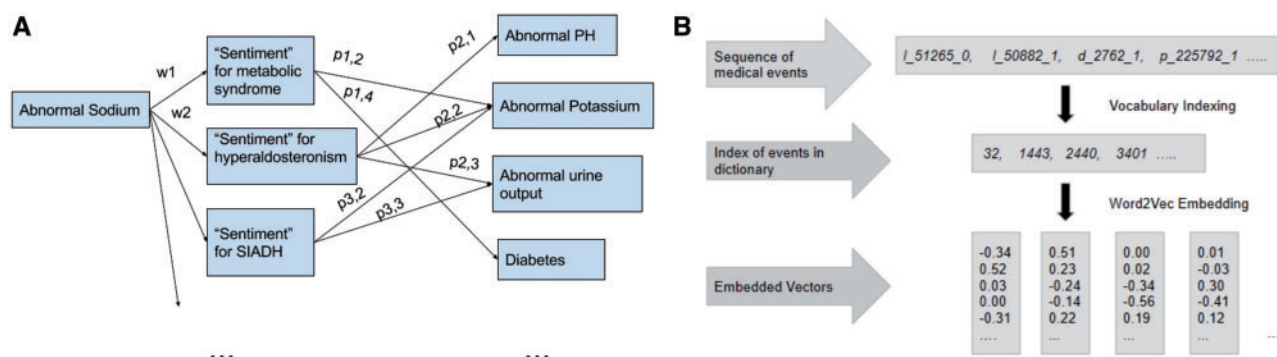 A
Abnormal Sodium
w1
w2
“Sentiment”
for metabolic
syndrome
“Sentiment” for
hyperaldosteronism
“Sentiment”
for SIADH
...
p1,2
p1,4
p2,1
p2,2
p2,3
p3,2
p3,3
Abnormal PH
Abnormal Potassium
Abnormal urine
output
Diabetes
...
B
Sequence of
medical events
l_51265_0, l_50882_1, d_2762_1, p_225792_1 .....
Vocabulary Indexing
Index of events in
dictionary
32, 1443, 2440, 3401 .....
Word2Vec Embedding
Embedded Vectors
-0.34 0.51 0.00 0.01
0.52 0.23 0.02 -0.03
0.03 -0.24 -0.34 0.30
0.00 -0.14 -0.56 -0.41
-0.31 0.22 0.19 0.12
.... ... ... ... ...